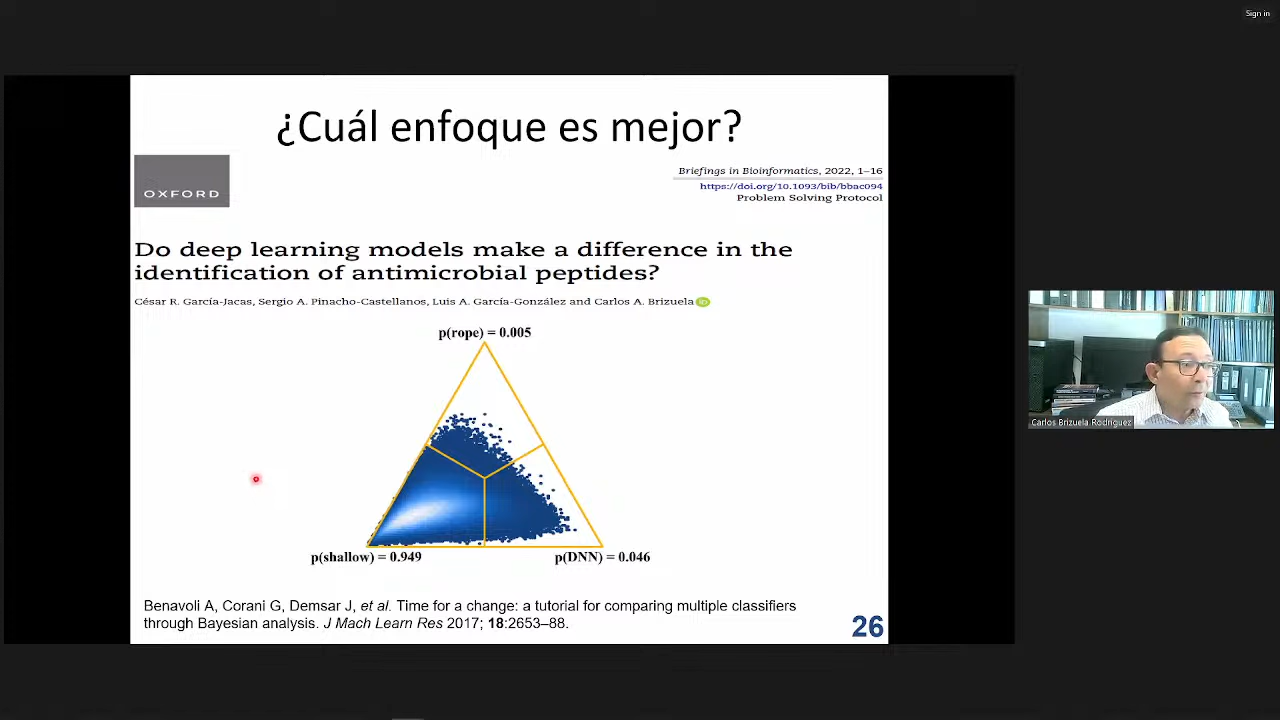 Sign in
¿Cuál enfoque es mejor?
OXFORD
Briefings in Bioinformatics, 2022, 1–16
https://doi.org/10.1093/bib/bbac094
Problem Solving Protocol
Do deep learning models make a difference in the
identification of antimicrobial peptides?
César R. García-Jacas, Sergio A. Pinacho-Castellanos, Luis A. García-González and Carlos A. Brizuela
p(rope) = 0.005
p(shallow) = 0.949
p(DNN) = 0.046
Benavoli A, Corani G, Demsar J, et al. Time for a change: a tutorial for comparing multiple classifiers
through Bayesian analysis. J Mach Learn Res 2017; 18:2653–88.
26
Carlos Brizuela Rodriguez